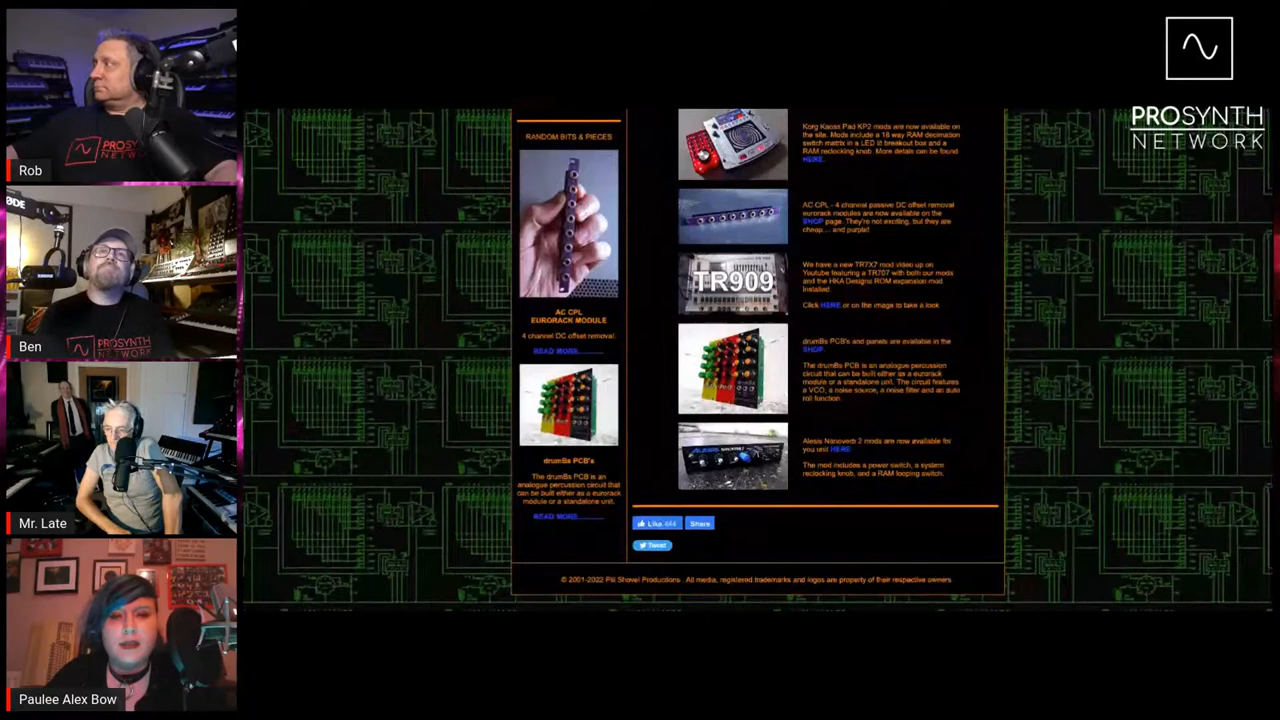 Rob
PROSYNTH
Ben
Mr. Late
Paulee Alex Bow
RANDOM BITS & PIECES
AC CPL
EURORACK MODULE
4 channel DC offset removal.
READ MORE.........
drumBs PCB's
The drumBs PCB is an
analogue percussion circuit that
can be built either as a eurorack
module or a standalone unit.
READ MORE.........
Korg Kaoss Pad KP2 mods are now available on
the site. Mods include a 18 way RAM decimation
switch matrix in a LED lit breakout box and a
RAM reclocking knob. More details can be found
HERE.
AC CPL - 4 channel passive DC offset removal
eurorack modules are now available on the
SHOP page. They're not exciting, but they are
cheap.... and purple!
TR909
We have a new TR7X7 mod video up on
Youtube featuring a TR707 with both our mods
and the HKA Designs ROM expansion mod
installed.
Click HERE or on the image to take a look.
drumBs PCB's and panels are available in the
SHOP.
The drumBs PCB is an analogue percussion
circuit that can be built either as a eurorack
module or a standalone unit. The circuit features
a VCO, a noise source, a noise filter and an auto
roll function.
ALESIS
Alesis Nanoverb 2 mods are now available for
you unit HERE
The mod includes a power switch, a system
reclocking knob, and a RAM looping switch.
Like
Share
Tweet
© 2001-2022 Pill Shovel Productions . All media, registered trademarks and logos are property of their respective owners
PROSYNTH
NETWORK